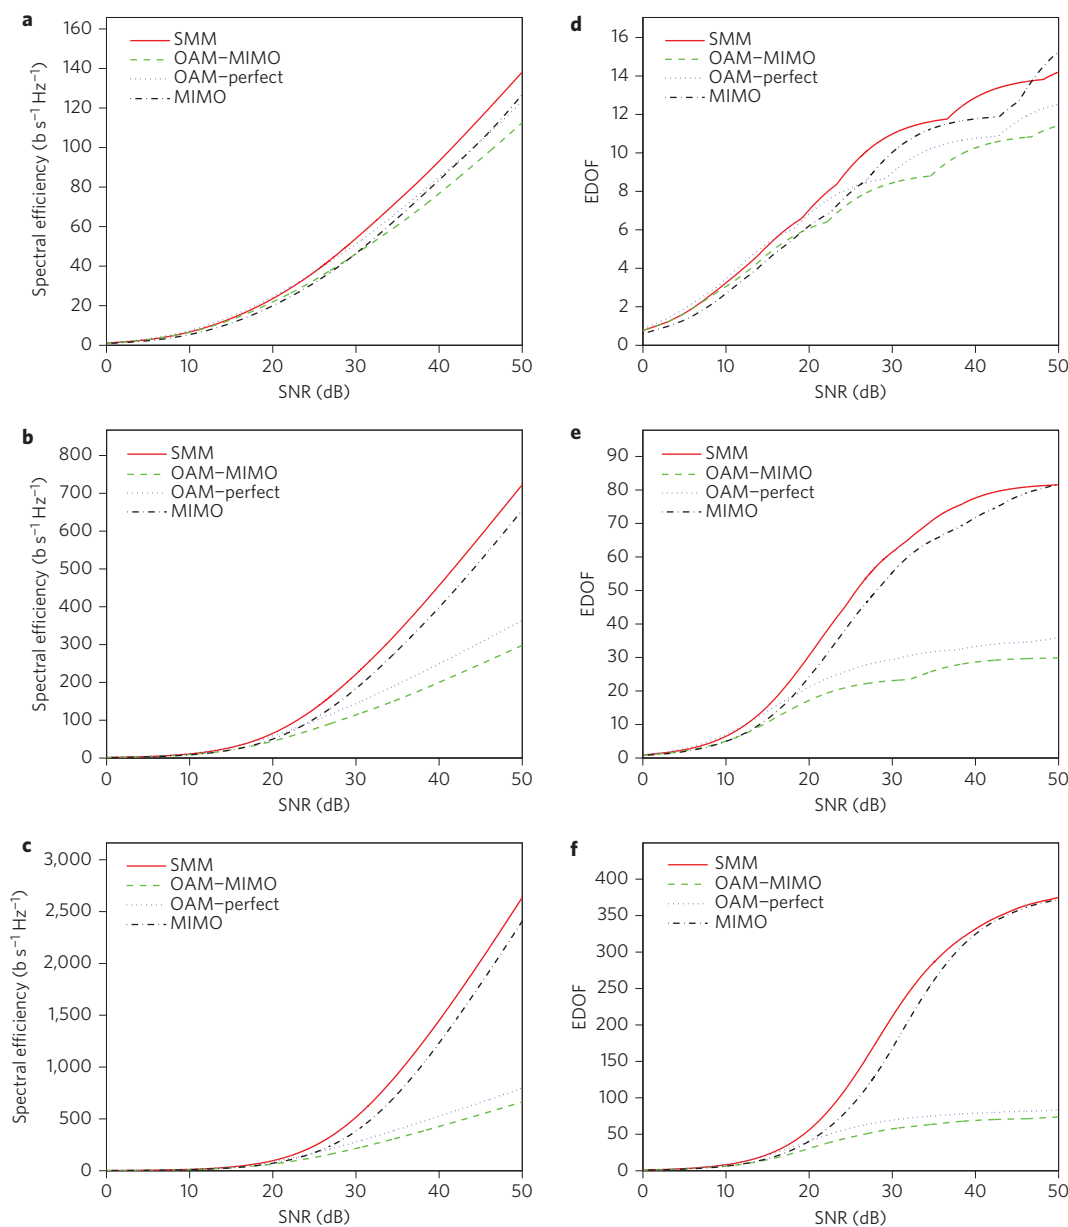 a
160
140
120
100
80
60
40
20
0
Spectral efficiency (b s⁻¹ Hz⁻¹)
SMM
OAM–MIMO
OAM–perfect
MIMO
0 10 20 30 40 50
SNR (dB)
d
16
14
12
10
8
6
4
2
0
EDOF
SMM
OAM–MIMO
OAM–perfect
MIMO
0 10 20 30 40 50
SNR (dB)
b
800
700
600
500
400
300
200
100
0
Spectral efficiency (b s⁻¹ Hz⁻¹)
SMM
OAM–MIMO
OAM–perfect
MIMO
0 10 20 30 40 50
SNR (dB)
e
90
80
70
60
50
40
30
20
10
0
EDOF
SMM
OAM–MIMO
OAM–perfect
MIMO
0 10 20 30 40 50
SNR (dB)
c
3,000
2,500
2,000
1,500
1,000
500
0
Spectral efficiency (b s⁻¹ Hz⁻¹)
SMM
OAM–MIMO
OAM–perfect
MIMO
0 10 20 30 40 50
SNR (dB)
f
400
350
300
250
200
150
100
50
0
EDOF
SMM
OAM–MIMO
OAM–perfect
MIMO
0 10 20 30 40 50
SNR (dB)